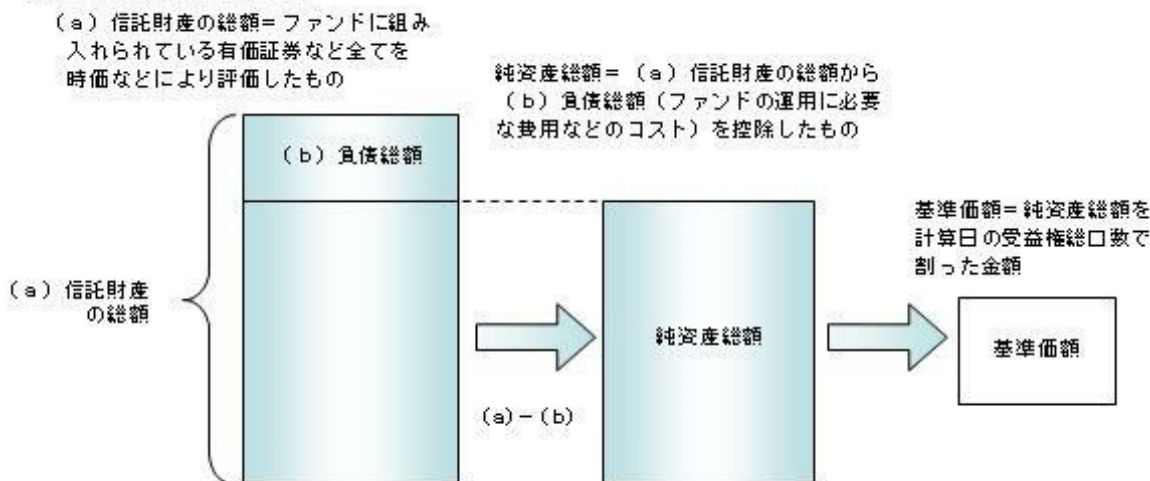 (a)信託財産の総額=ファンドに組み
入れられている有価証券など全てを
時価などにより評価したもの
純資産総額=(a)信託財産の総額から
(b)負債総額(ファンドの運用に必要
な費用などのコスト)を控除したもの
(b)負債総額
基準価額=純資産総額を
計算日の受益権総口数で
割った金額
(a)信託財産
の総額
純資産総額
基準価額
(a)-(b)